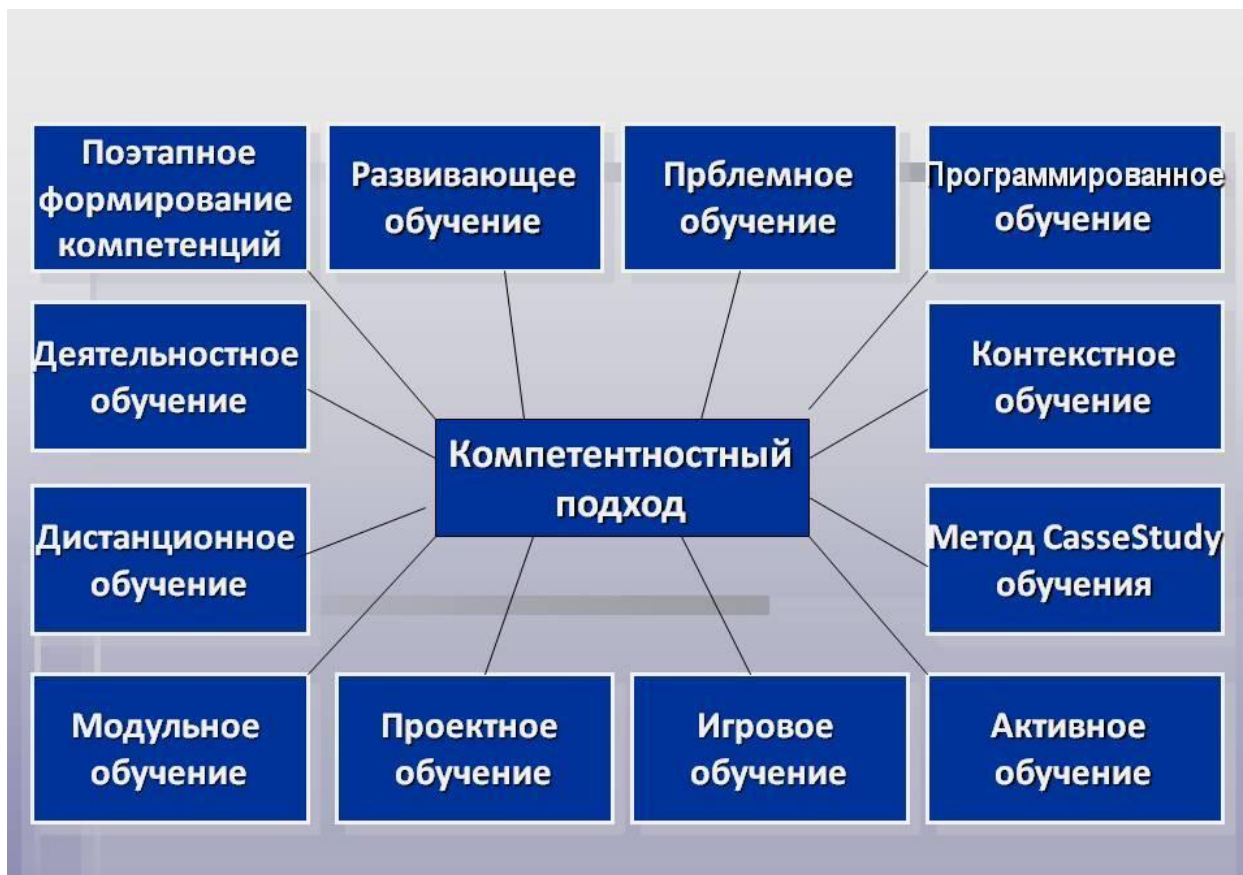 Поэтапное
формирование
компетенций
Развивающее
обучение
Прблемное
обучение
Программированное
обучение
Деятельностное
обучение
Контекстное
обучение
Компетентностный
подход
Дистанционное
обучение
Метод CasseStudy
обучения
Модульное
обучение
Проектное
обучение
Игровое
обучение
Активное
обучение